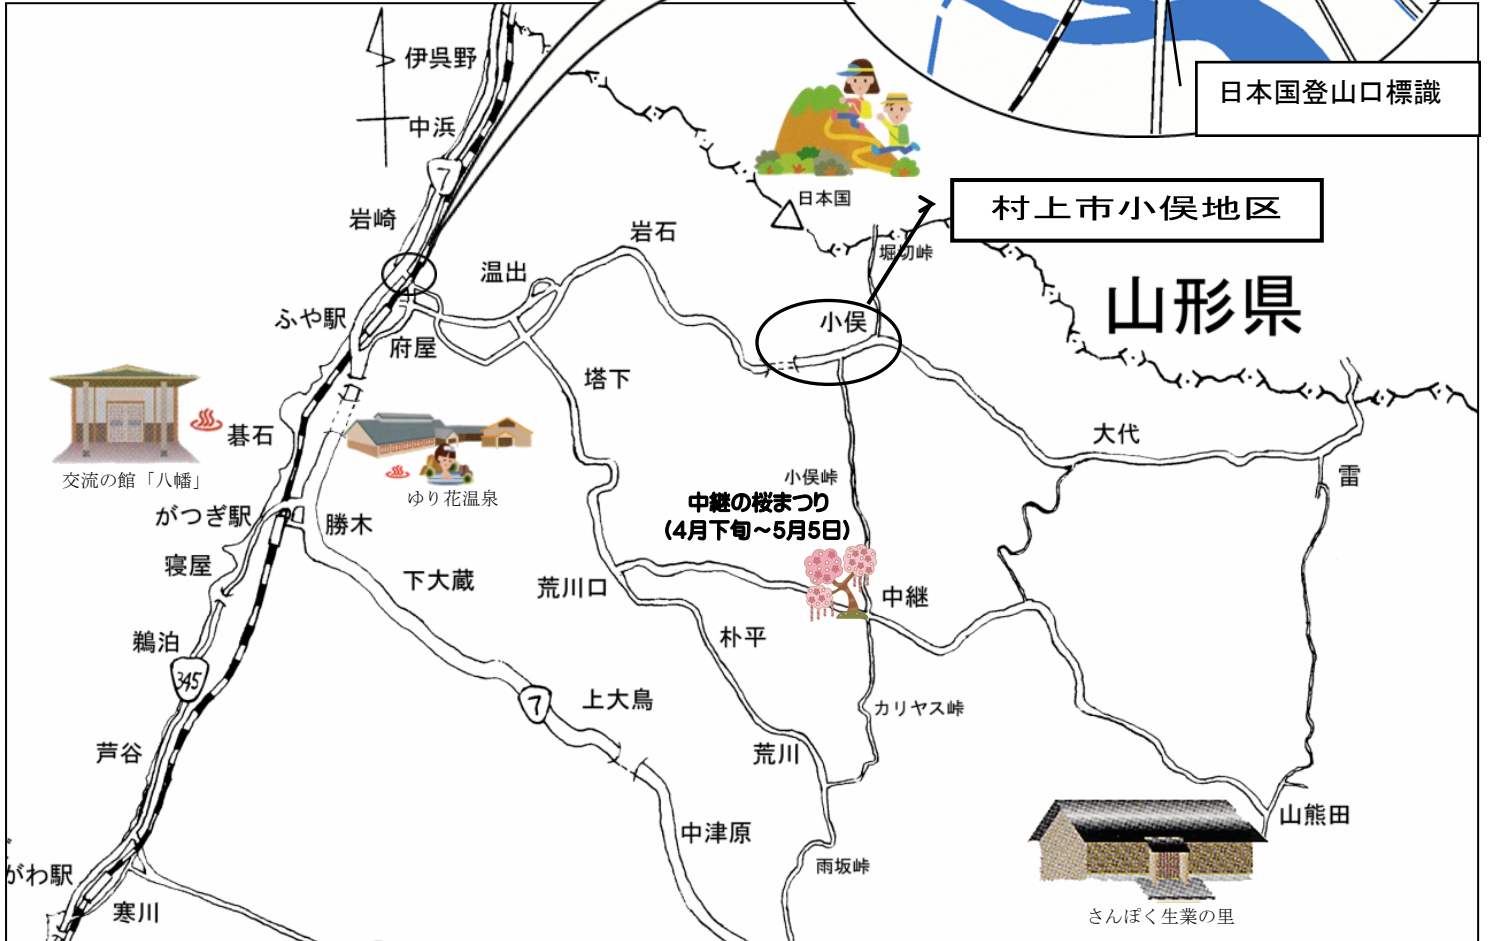 伊呉野
日本国登山口標識
中浜
7
日本国
村上市小俣地区
岩崎
岩石
堀切峠
温出
山形県
ふや駅
小俣
府屋
塔下
碁石
大代
交流の館「八幡」
小俣峠
雷
ゆり花温泉
中継の桜まつり
(4月下旬～5月5日)
がつぎ駅
勝木
寝屋
下大蔵
荒川口
中継
鵜泊
朴平
345
7
上大鳥
カリヤス峠
芦谷
荒川
山熊田
中津原
雨坂峠
がわ駅
寒川
さんぽく生業の里